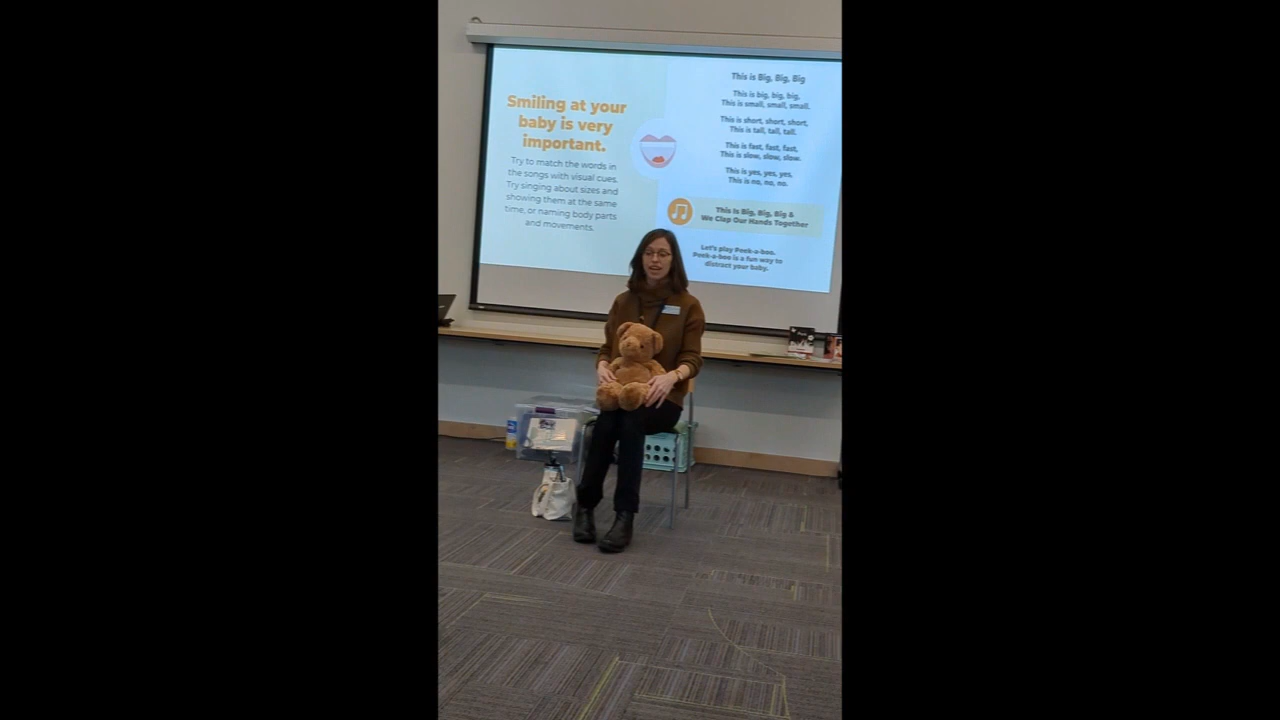 Smiling at your
baby is very
important.
Try to match the words in
the songs with visual cues.
Try singing about sizes and
showing them at the same
time, or naming body parts
and movements.
This is Big, Big, Big
This is big, big, big,
This is small, small, small.
This is short, short, short,
This is tall, tall, tall.
This is fast, fast, fast,
This is slow, slow, slow.
This is yes, yes, yes,
This is no, no, no.
This Is Big, Big, Big &
We Clap Our Hands Together
Let's play Peek-a-boo.
Peek-a-boo is a fun way to
distract your baby.